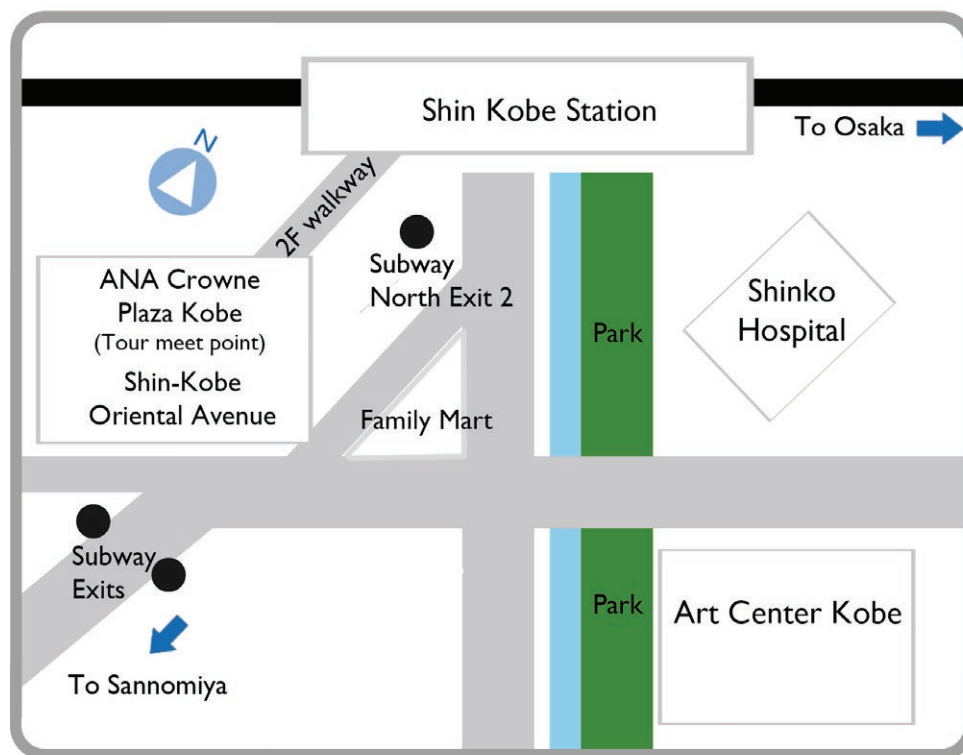 Shin Kobe Station
To Osaka
N
2F walkway
Subway
North Exit 2
ANA Crowne
Plaza Kobe
(Tour meet point)
Shin-Kobe
Oriental Avenue
Park
Shinko
Hospital
Family Mart
Subway
Exits
To Sannomiya
Park
Art Center Kobe